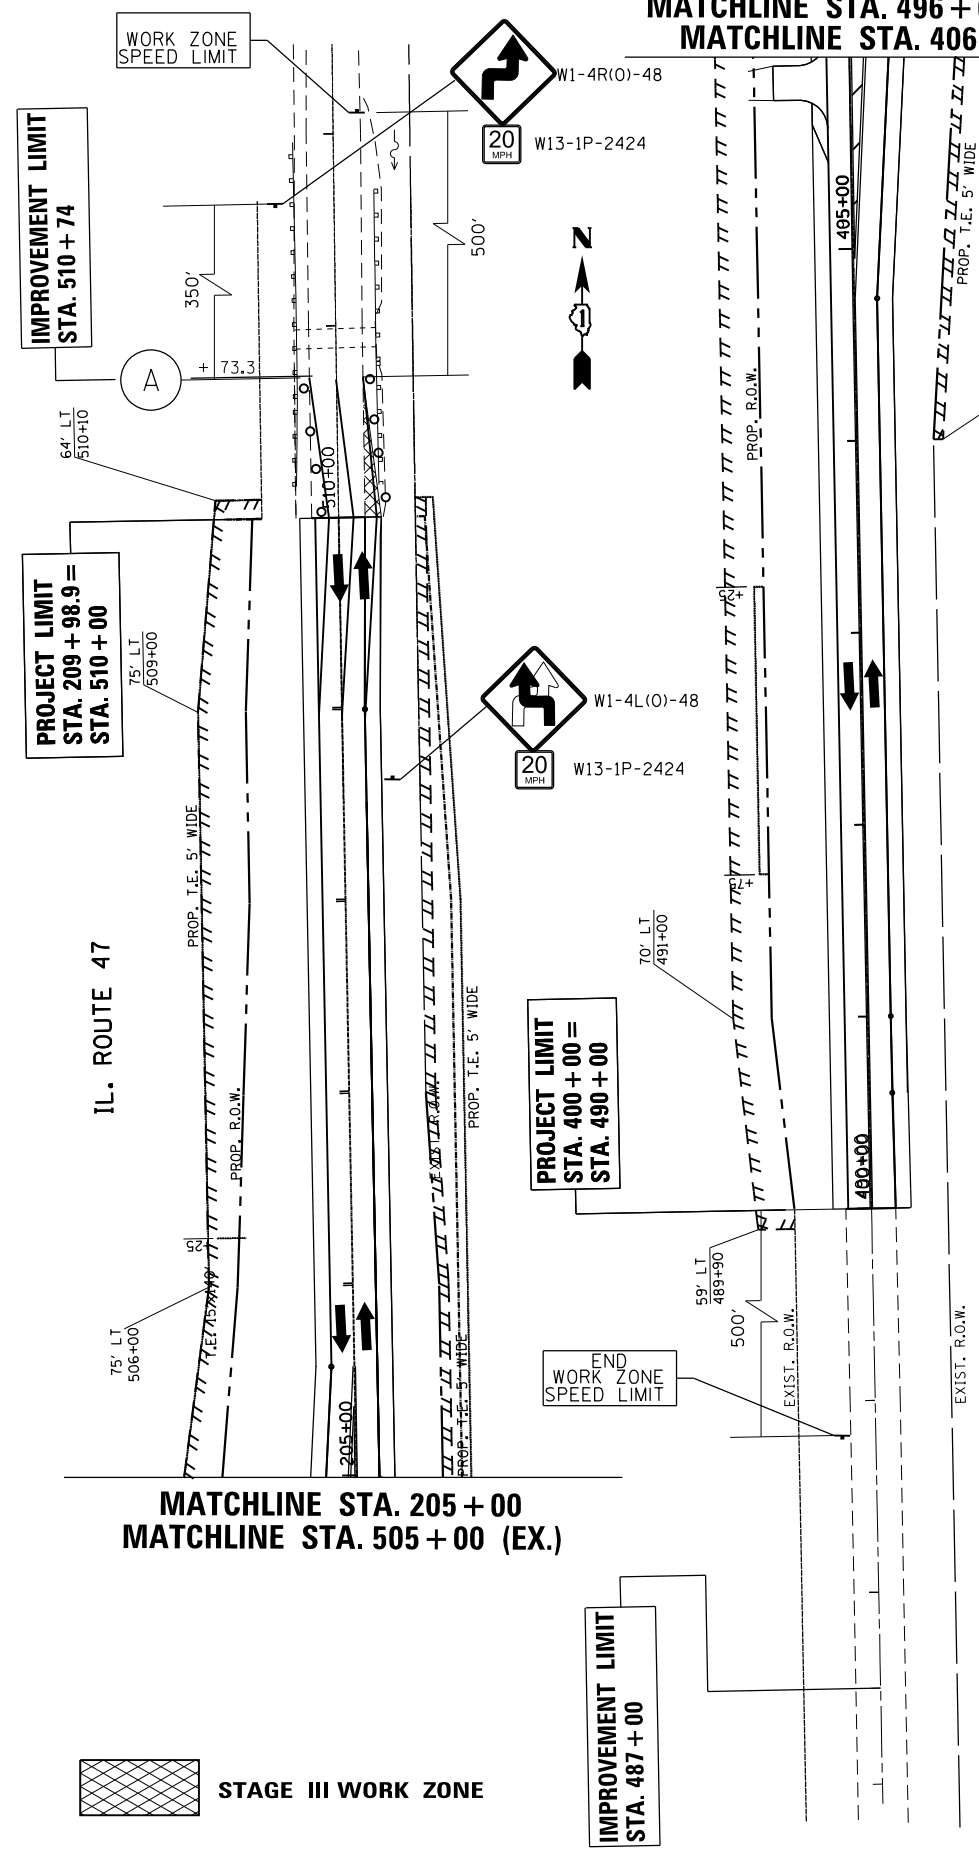 MATCHLINE STA. 496+
MATCHLINE STA. 406
WORK ZONE
SPEED LIMIT
W1-4R(O)-48
20
MPH
W13-1P-2424
IMPROVEMENT LIMIT
STA. 510+74
350'
500'
N
1
A
+ 73.3
64' LT
510+10
510+00
PROJECT LIMIT
STA. 209+98.9=
STA. 510+00
75' LT
509+00
W1-4L(O)-48
20
MPH
W13-1P-2424
PROP. T.E. 5' WIDE
IL. ROUTE 47
PROP. R.O.W.
EXIST. R.O.W.
PROP. T.E. 5' WIDE
+25
75' LT
506+00
PROP. T.E. 5' WIDE
205+00
MATCHLINE STA. 205+00
MATCHLINE STA. 505+00 (EX.)
STAGE III WORK ZONE
405+00
PROP. T.E. 5' WIDE
PROP. R.O.W.
+25
+75
70' LT
491+00
PROJECT LIMIT
STA. 400+00=
STA. 490+00
400+00
59' LT
489+90
500'
EXIST. R.O.W.
EXIST. R.O.W.
END
WORK ZONE
SPEED LIMIT
IMPROVEMENT LIMIT
STA. 487+00